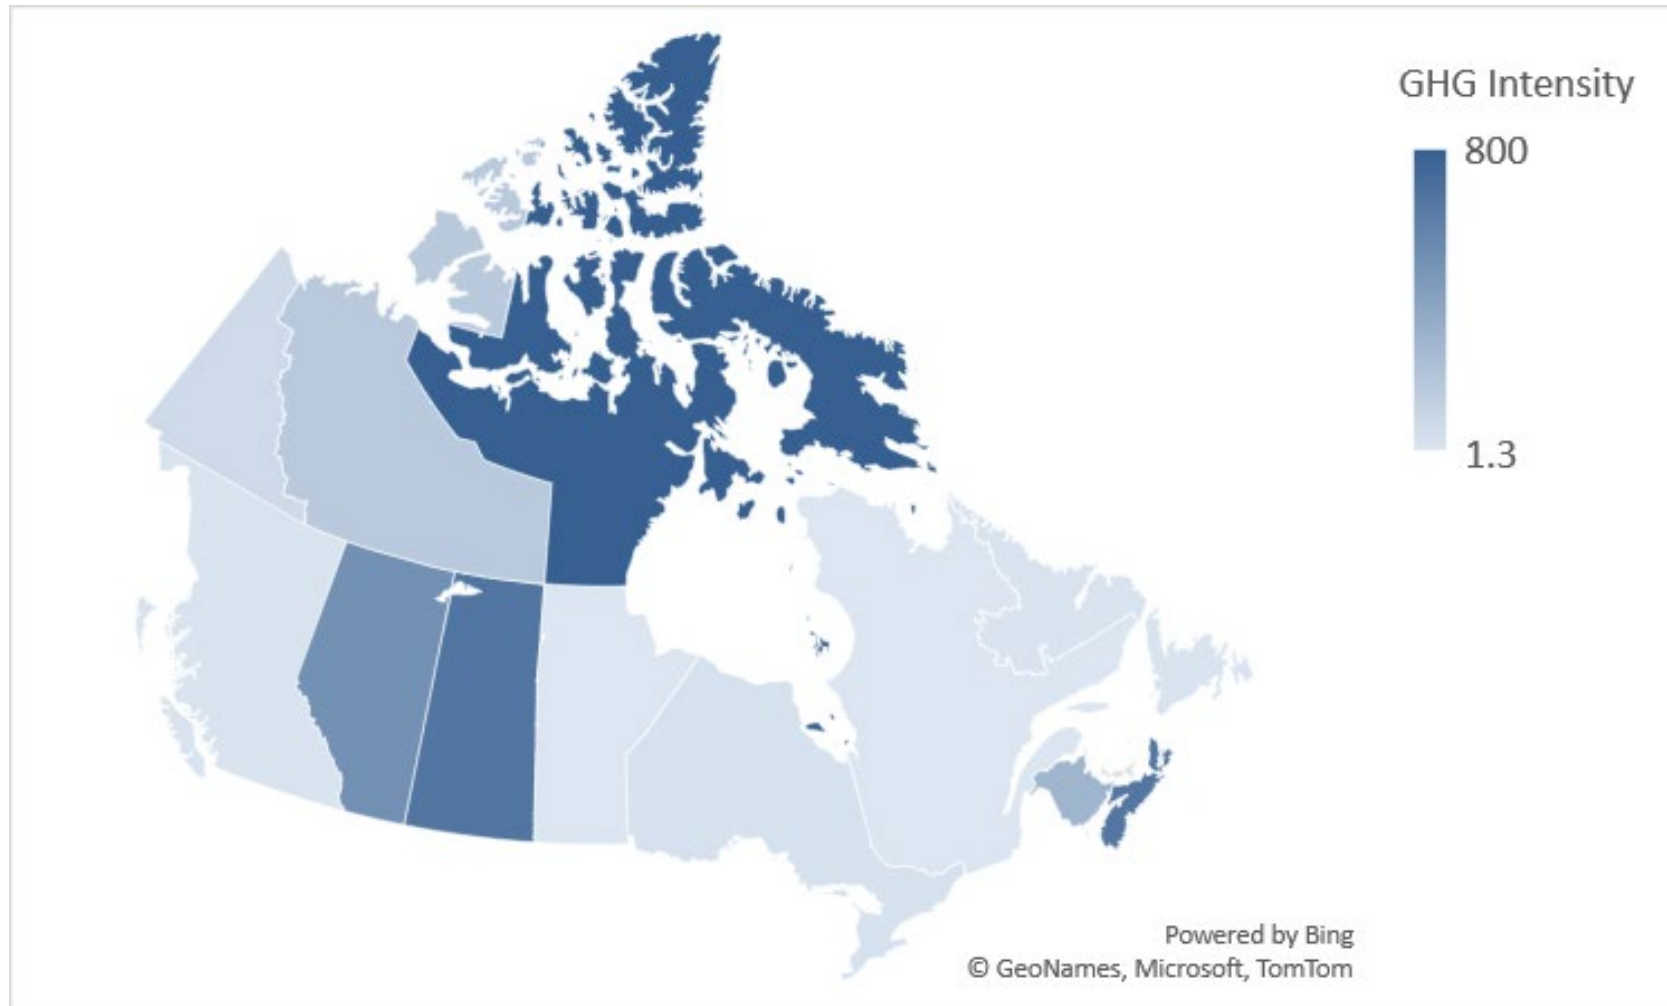 GHG Intensity
800
1.3
Powered by Bing
© GeoNames, Microsoft, TomTom